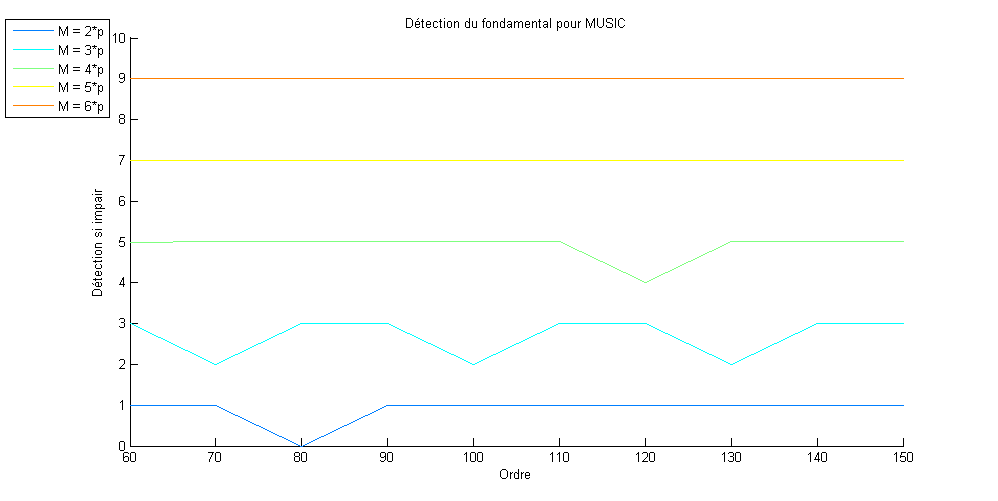 Détection du fondamental pour MUSIC
M = 2*p
M = 3*p
M = 4*p
M = 5*p
M = 6*p
Détection si impair
10
9
8
7
6
5
4
3
2
1
0
60 70 80 90 100 110 120 130 140 150
Ordre